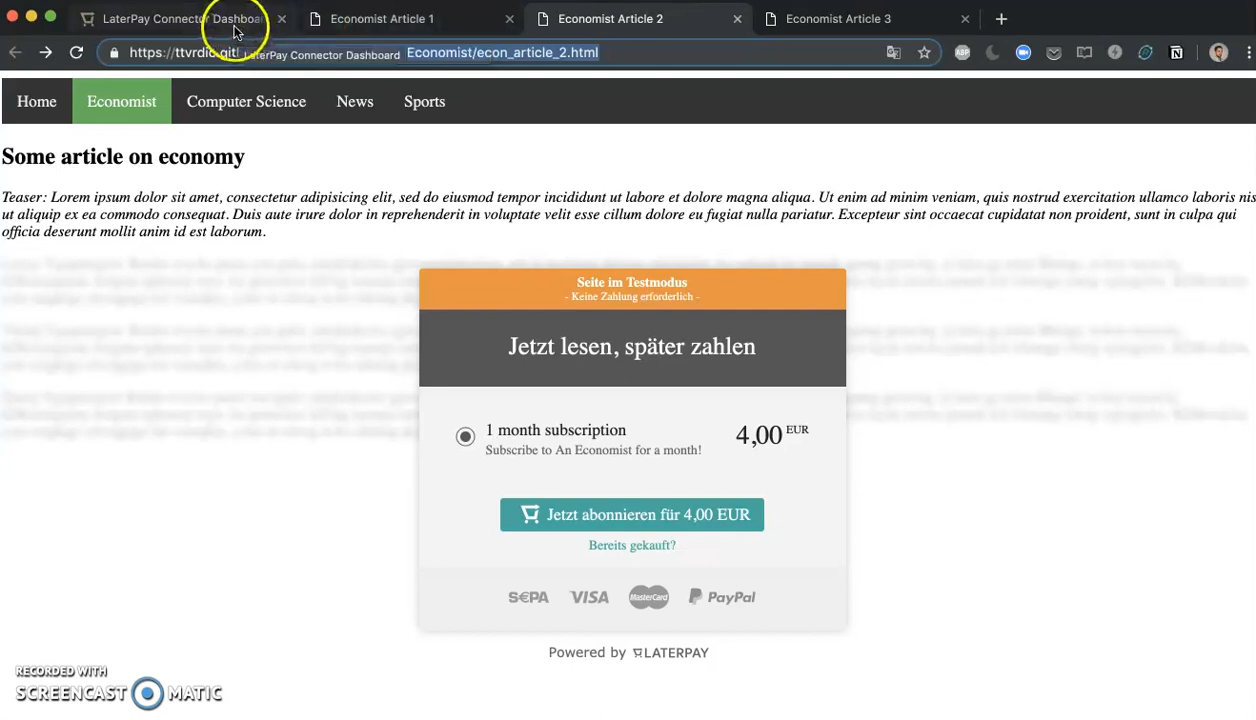 LaterPay Connector Dashboar
Economist Article 1
Economist Article 2
Economist Article 3
https://ttvrdic.git
LaterPay Connector Dashboard
Economist/econ_article_2.html
ABP
Home
Economist
Computer Science
News
Sports
Some article on economy
Teaser: Lorem ipsum dolor sit amet, consectetur adipisicing elit, sed do eiusmod tempor incididunt ut labore et dolore magna aliqua. Ut enim ad minim veniam, quis nostrud exercitation ullamco laboris nis
ut aliquip ex ea commodo consequat. Duis aute irure dolor in reprehenderit in voluptate velit esse cillum dolore eu fugiat nulla pariatur. Excepteur sint occaecat cupidatat non proident, sunt in culpa qui
officia deserunt mollit anim id est laborum.
Seite im Testmodus
- Keine Zahlung erforderlich -
Jetzt lesen, später zahlen
1 month subscription
4,00 EUR
Subscribe to An Economist for a month!
Jetzt abonnieren für 4,00 EUR
Bereits gekauft?
S€PA
VISA
MasterCard
PayPal
Powered by LATERPAY
RECORDED WITH
SCREENCAST MATIC